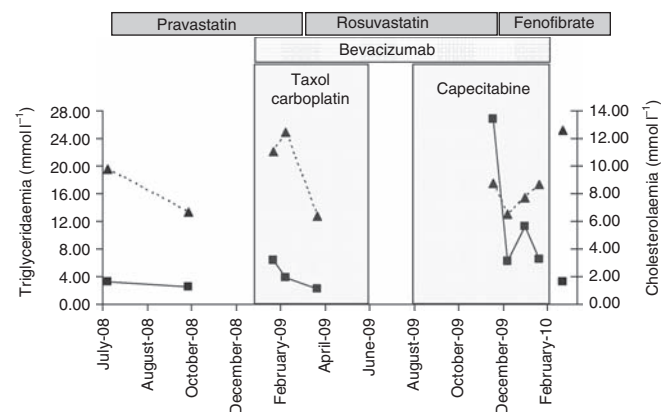 Pravastatin Rosuvastatin Fenofibrate
Bevacizumab
Taxol
carboplatin
Capecitabine
Triglyceridaemia (mmol l⁻¹)
28.00
24.00
20.00
16.00
12.00
8.00
4.00
0.00
14.00
12.00
10.00
8.00
6.00
4.00
2.00
0.00
Cholesterolaemia (mmol l⁻¹)
July-08
August-08
October-08
December-08
February-09
April-09
June-09
August-09
October-09
December-09
February-10